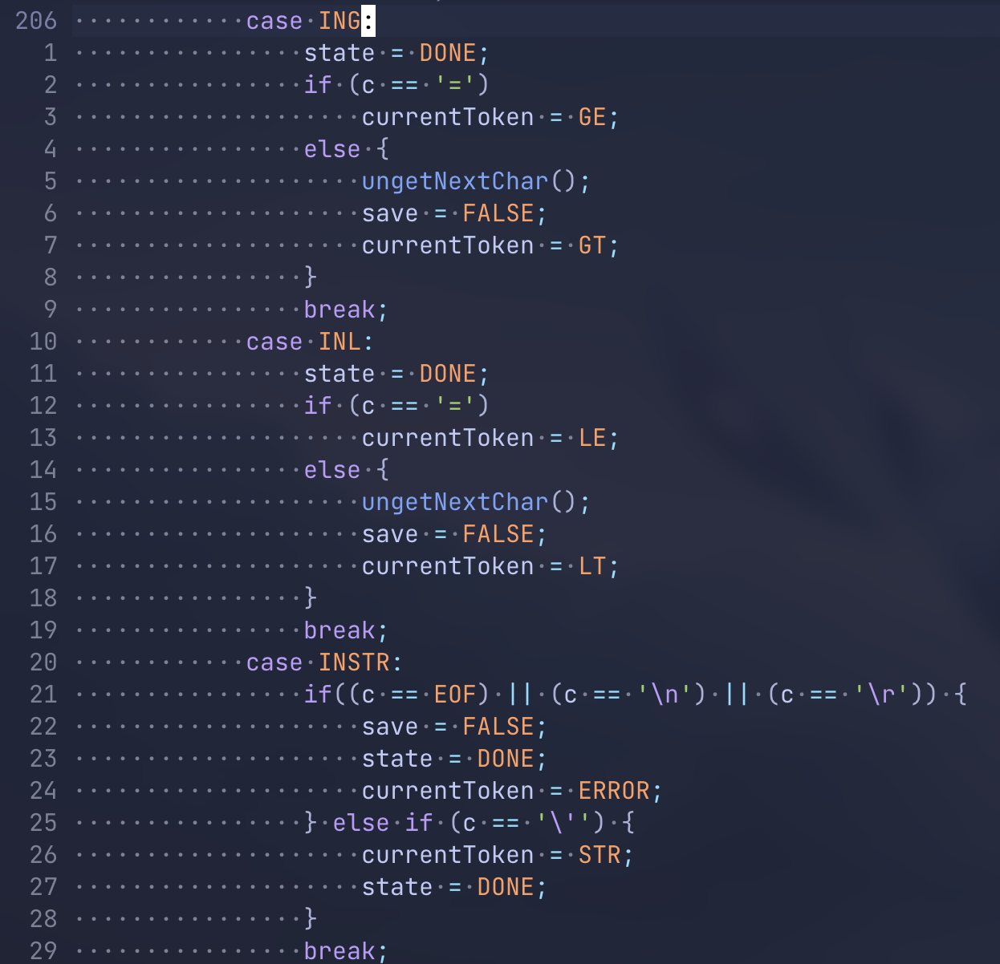 206             case ING:
1                 state = DONE;
2                 if (c == '=')
3                     currentToken = GE;
4                 else {
5                     ungetNextChar();
6                     save = FALSE;
7                     currentToken = GT;
8                 }
9                 break;
10             case INL:
11                 state = DONE;
12                 if (c == '=')
13                     currentToken = LE;
14                 else {
15                     ungetNextChar();
16                     save = FALSE;
17                     currentToken = LT;
18                 }
19                 break;
20             case INSTR:
21                 if((c == EOF) || (c == '\n') || (c == '\r')) {
22                     save = FALSE;
23                     state = DONE;
24                     currentToken = ERROR;
25                 } else if (c == '\'') {
26                     currentToken = STR;
27                     state = DONE;
28                 }
29                 break;